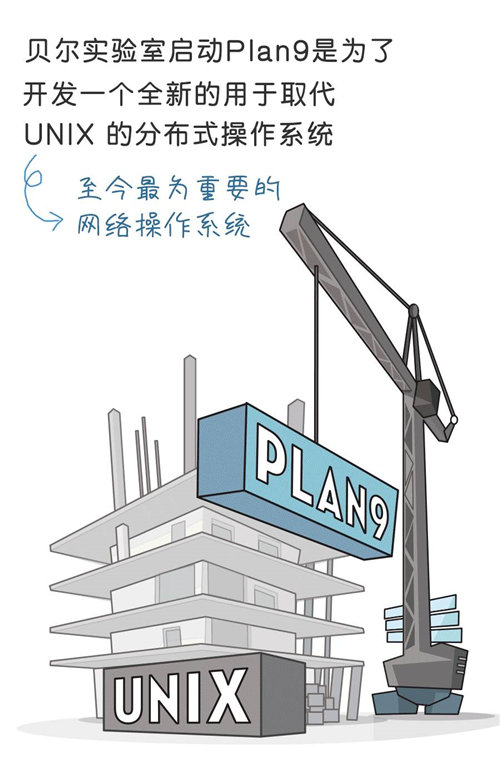 贝尔实验室启动Plan9是为了
开发一个全新的用于取代
UNIX 的分布式操作系统
至今最为重要的
网络操作系统
PLAN9
UNIX